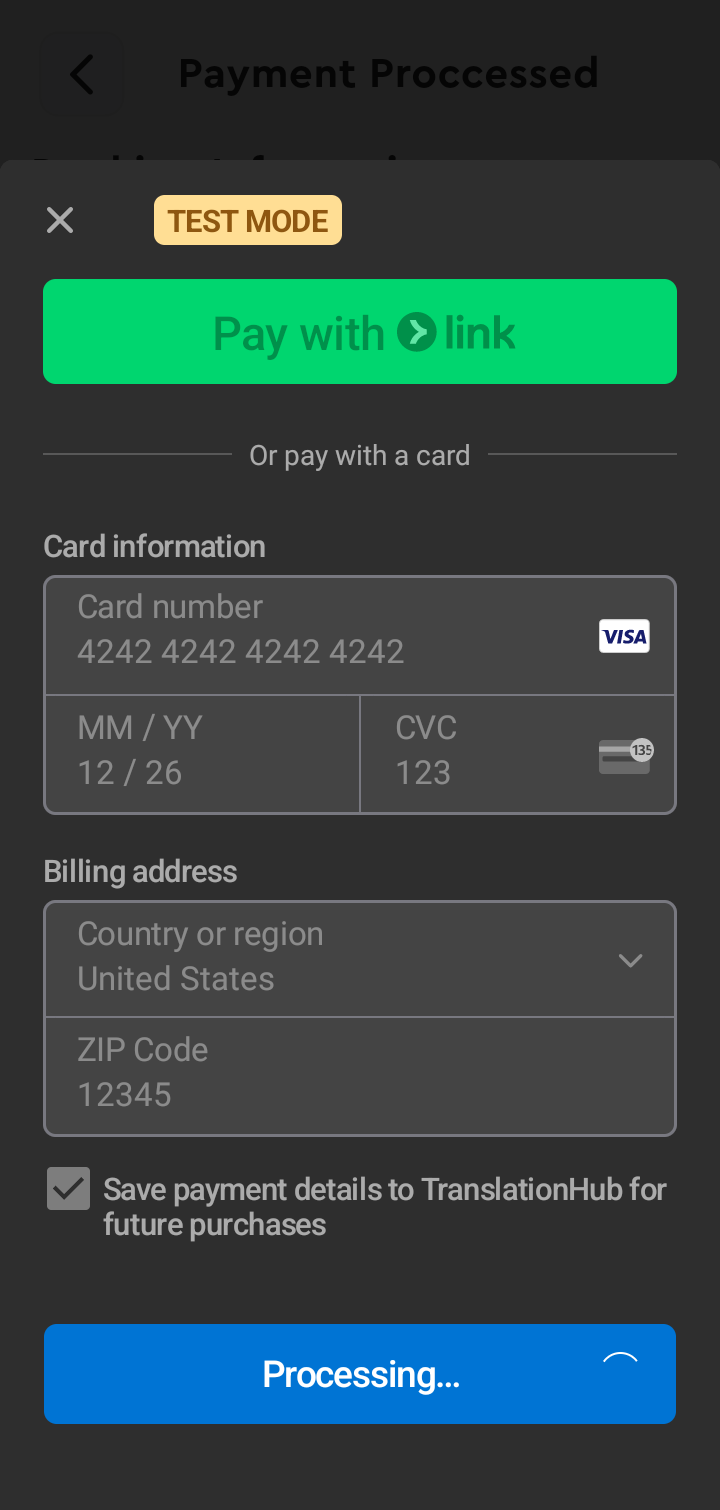 Payment Proccessed
TEST MODE
Pay with link
Or pay with a card
Card information
Card number
4242 4242 4242 4242
VISA
MM / YY
CVC
12 / 26
123
135
Billing address
Country or region
United States
ZIP Code
12345
Save payment details to TranslationHub for
future purchases
Processing...